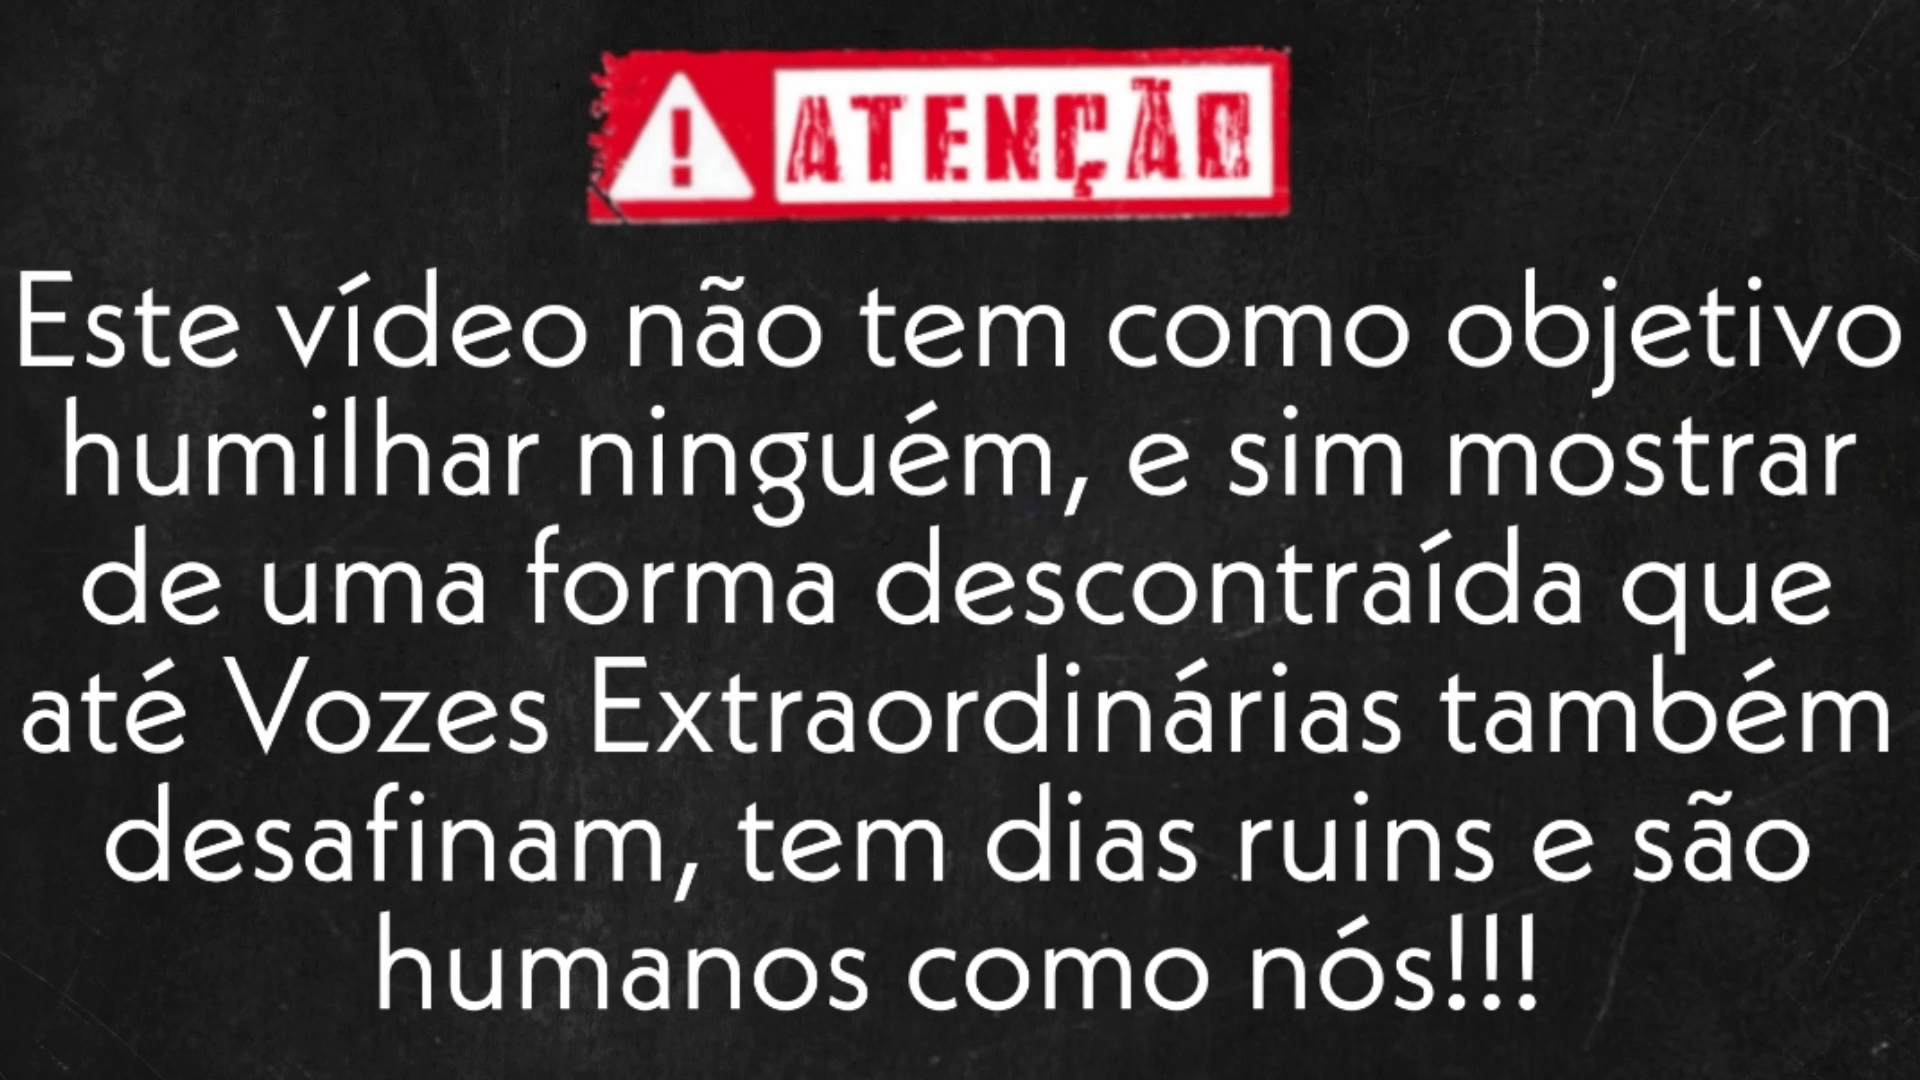 ! ATENÇÃO
Este vídeo não tem como objetivo
humilhar ninguém, e sim mostrar
de uma forma descontraída que
até Vozes Extraordinárias também
desafinam, tem dias ruins e são
humanos como nós!!!